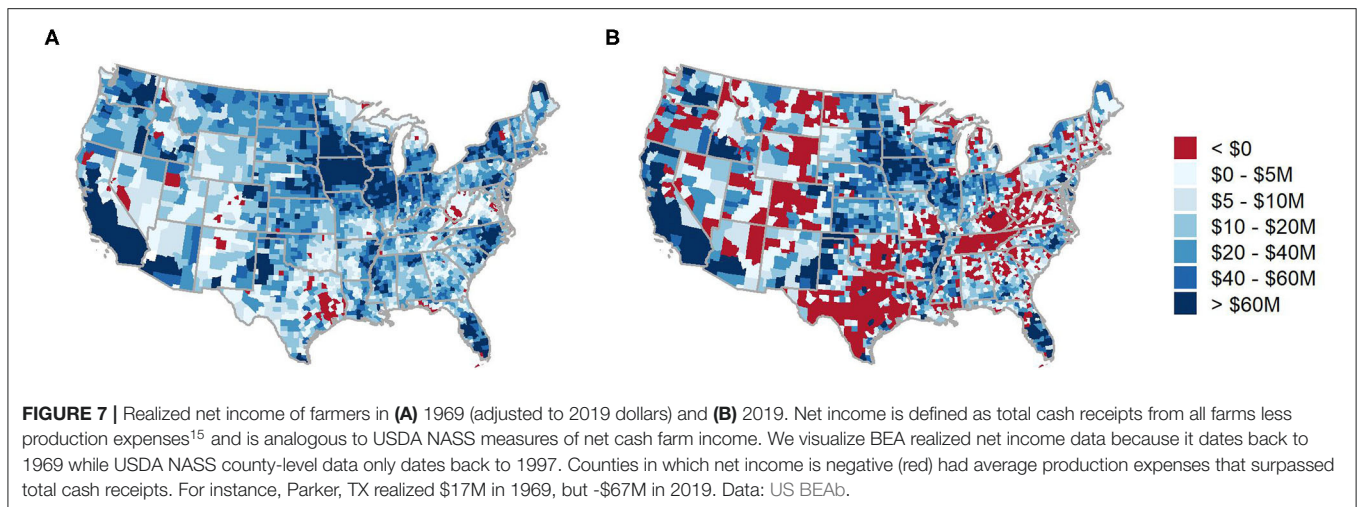 A
B
< $0
$0 - $5M
$5 - $10M
$10 - $20M
$20 - $40M
$40 - $60M
> $60M
FIGURE 7 | Realized net income of farmers in (A) 1969 (adjusted to 2019 dollars) and (B) 2019. Net income is defined as total cash receipts from all farms less
production expenses¹⁵ and is analogous to USDA NASS measures of net cash farm income. We visualize BEA realized net income data because it dates back to
1969 while USDA NASS county-level data only dates back to 1997. Counties in which net income is negative (red) had average production expenses that surpassed
total cash receipts. For instance, Parker, TX realized $17M in 1969, but -$67M in 2019. Data: US BEAb.